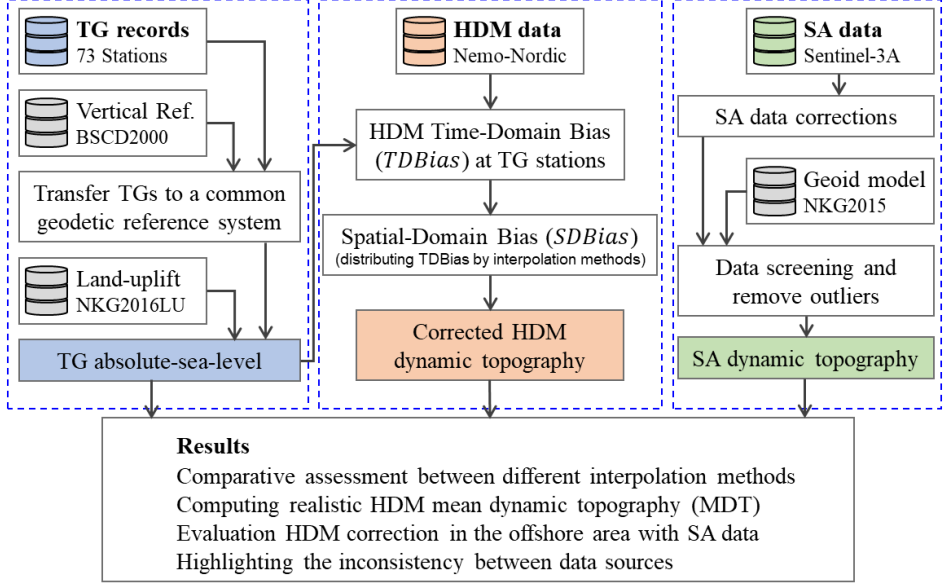 TG records
73 Stations
Vertical Ref.
BSCD2000
Transfer TGs to a common
geodetic reference system
Land-uplift
NKG2016LU
TG absolute-sea-level
HDM data
Nemo-Nordic
HDM Time-Domain Bias
(TDBias) at TG stations
Spatial-Domain Bias (SDBias)
(distributing TDBias by interpolation methods)
Corrected HDM
dynamic topography
SA data
Sentinel-3A
SA data corrections
Geoid model
NKG2015
Data screening and
remove outliers
SA dynamic topography
Results
Comparative assessment between different interpolation methods
Computing realistic HDM mean dynamic topography (MDT)
Evaluation HDM correction in the offshore area with SA data
Highlighting the inconsistency between data sources